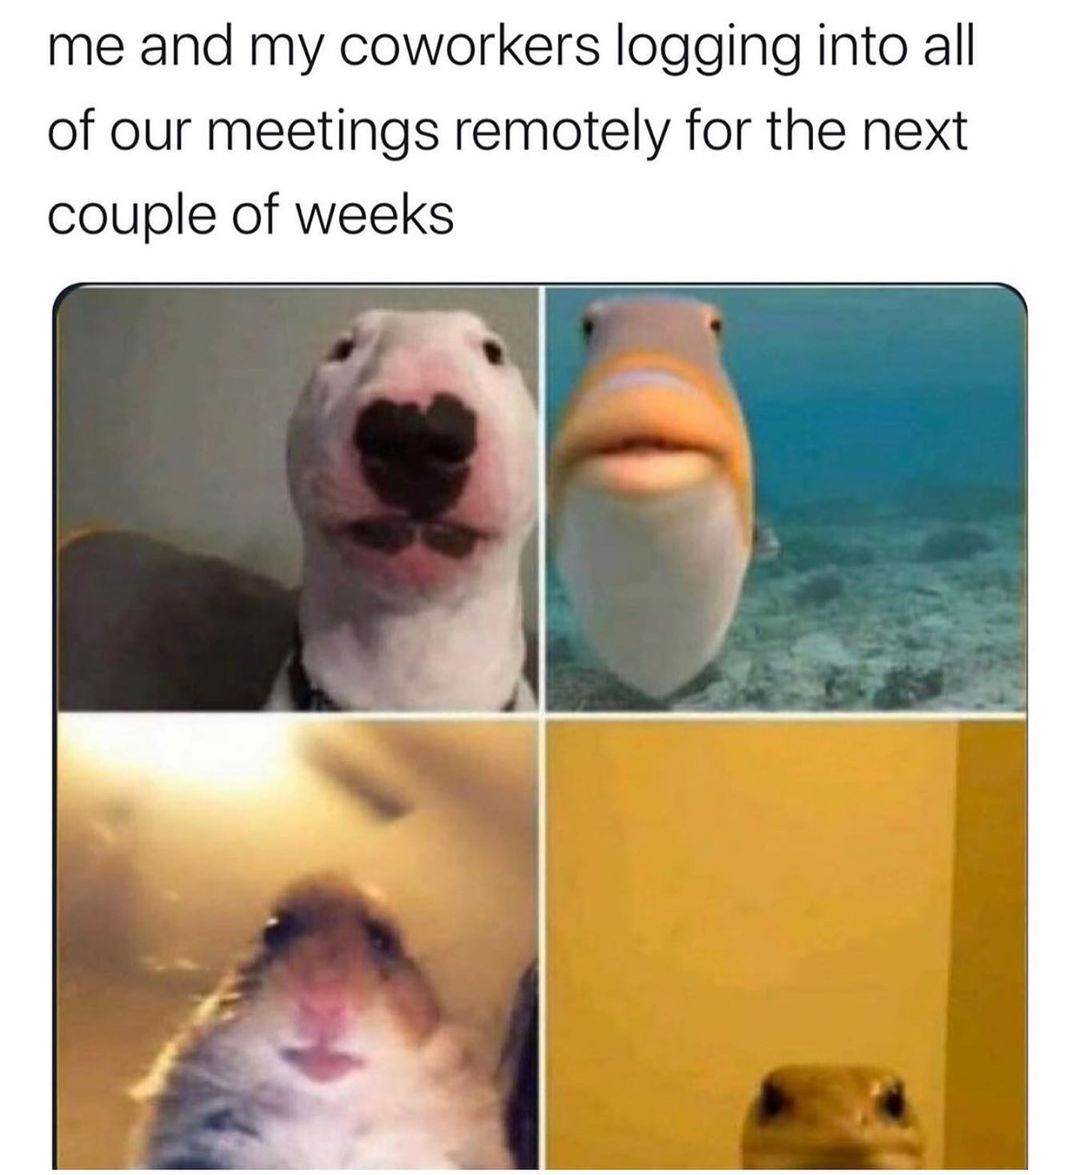 me and my coworkers logging into all
of our meetings remotely for the next
couple of weeks